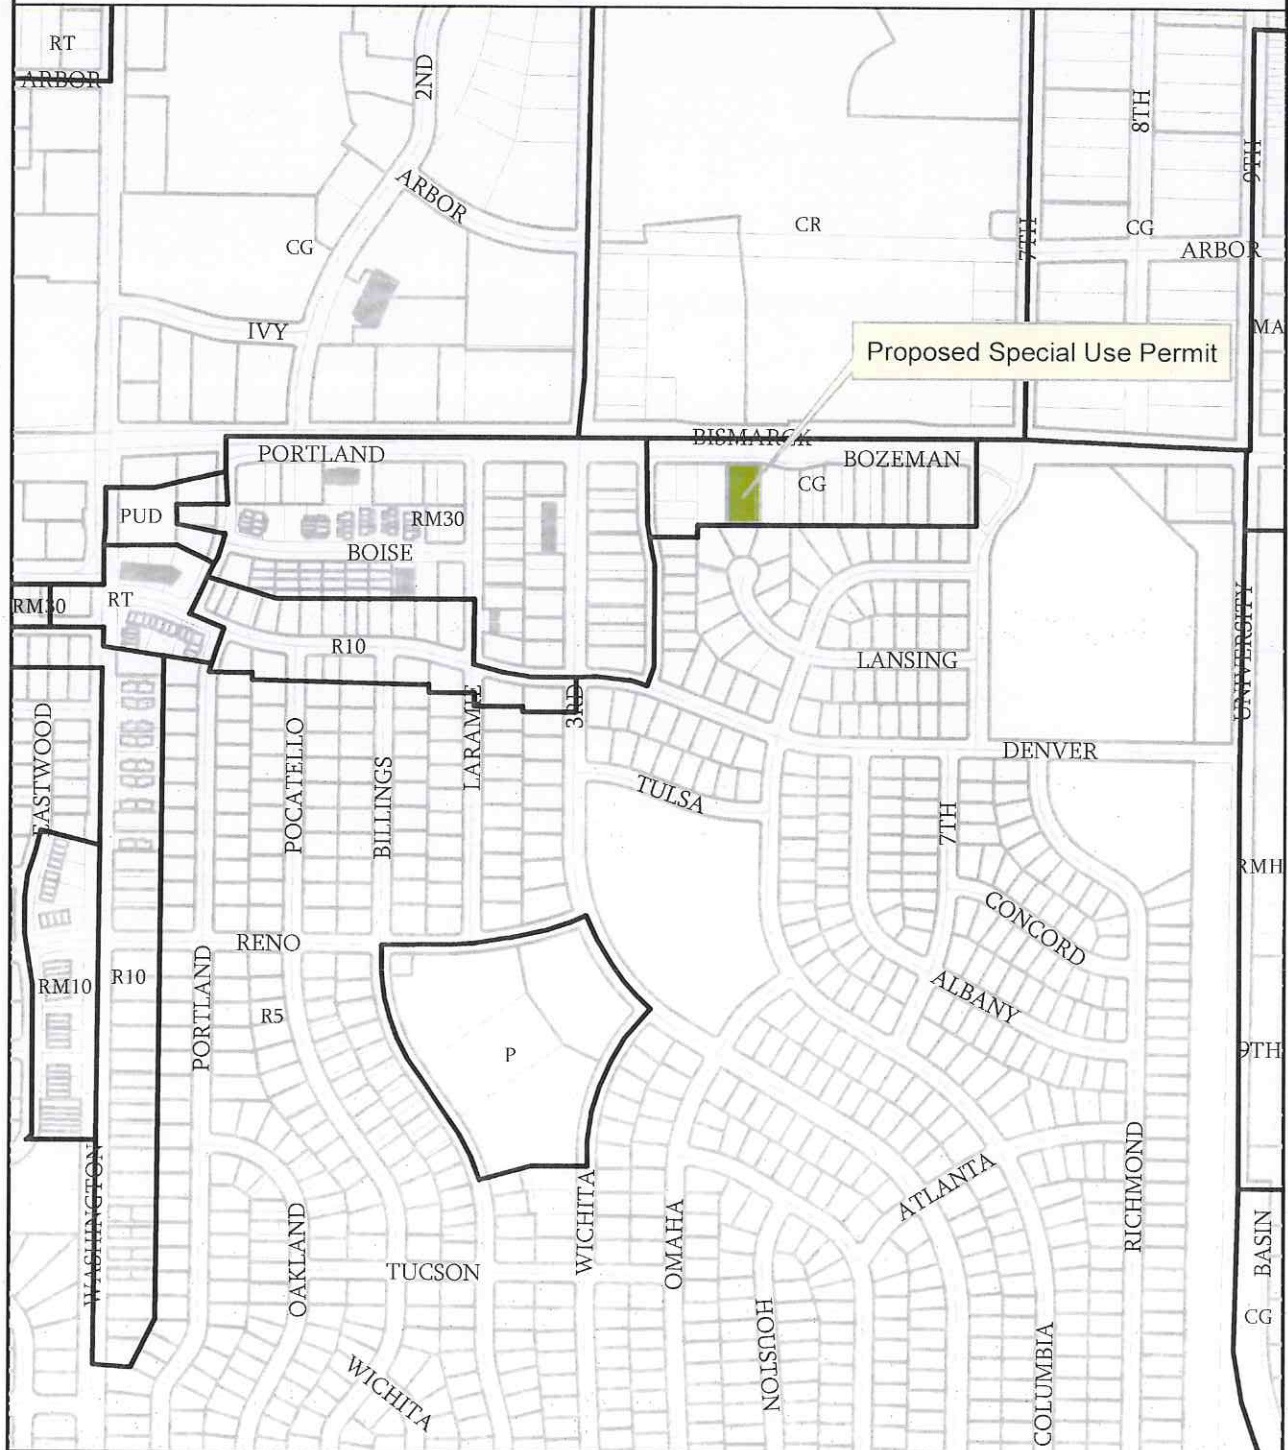 RT
ARBOR
2ND
8TH
9TH
ARBOR
CR
7TH
CG
ARBOR
CG
IVY
MA
Proposed Special Use Permit
BISMARCK
PORTLAND
BOZEMAN
CG
PUD
RM30
BOISE
RM30
RT
R10
LANSING
UNIVERSITY
EASTWOOD
POCATELLO
BILLINGS
LARAMIE
3RD
DENVER
TULSA
7TH
RMH
CONCORD
RENO
RM10
R10
PORTLAND
R5
ALBANY
P
9TH
WASHINGTON
OAKLAND
TUCSON
WICHITA
OMAHA
ATLANTA
RICHMOND
BASIN
CG
WICHITA
HOUSTON
COLUMBIA